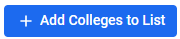 + Add Colleges to List